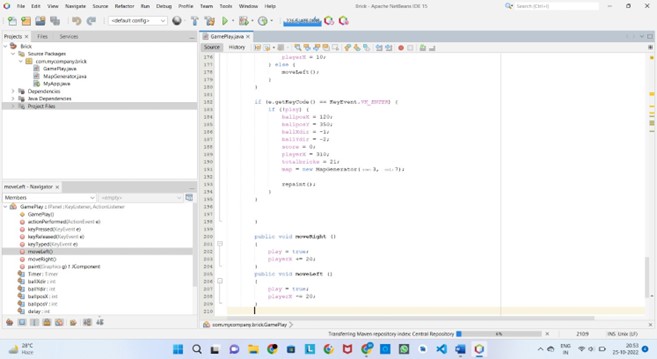 File Edit View Navigate Source Refactor Run Debug Profile Team Tools Window Help
Brick - Apache NetBeans IDE 15
Search (Ctrl+I)
<default config>
Projects × Files Services
Brick
Source Packages
com.mycompany.brick
GamePlay.java
MapGenerator.java
MyApp.java
Dependencies
Java Dependencies
Project Files
moveLeft - Navigator ×
Members <empty>
GamePlay :: JPanel : KeyListener, ActionListener
GamePlay()
actionPerformed(ActionEvent e)
keyPressed(KeyEvent e)
keyReleased(KeyEvent e)
keyTyped(KeyEvent e)
moveLeft()
moveRight()
paint(Graphics g) ↑ JComponent
Timer : Timer
ballXdir : int
ballYdir : int
ballposX : int
ballposY : int
delay : int
GamePlay.java ×
Source History
176 playerX = 10;
177 } else {
178 moveLeft();
179 }
180 }
181
182 if (e.getKeyCode() == KeyEvent.VK_ENTER) {
183 if (!play) {
184 ballposX = 120;
185 ballposY = 350;
186 ballXdir = -1;
187 ballYdir = -2;
188 score = 0;
189 playerX = 310;
190 totalbricks = 21;
191 map = new MapGenerator( 3, 7);
192
193 repaint();
194 }
195 }
196
197
198 }
199
200 public void moveRight ()
201 {
202 play = true;
203 playerX += 20;
204 }
205 public void moveLeft ()
206 {
207 play = true;
208 playerX -= 20;
209 }
210
com.mycompany.brick.GamePlay
Transferring Maven repository index: Central Repository 6% 210:9 INS Unix (LF)
28°C
Haze
ENG
IN
20:53
25-10-2022